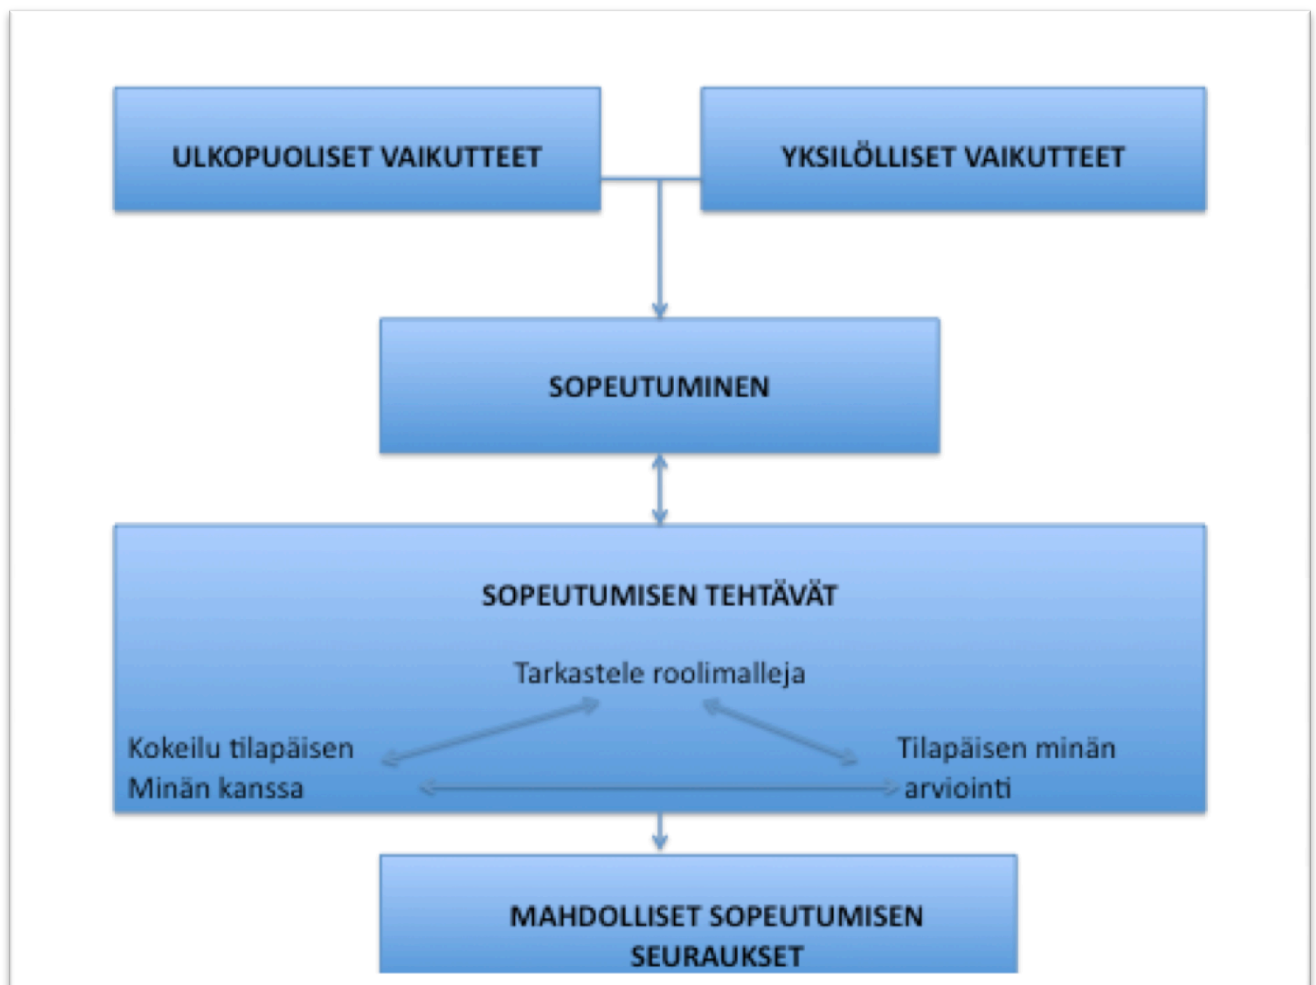 ULKOPUOLISET VAIKUTTEET
YKSILÖLLISET VAIKUTTEET
SOPEUTUMINEN
SOPEUTUMISEN TEHTÄVÄT
Tarkastele roolimalleja
Kokeilu tilapäisen
Minän kanssa
Tilapäisen minän
arviointi
MAHDOLLISET SOPEUTUMISEN
SEURAUKSET